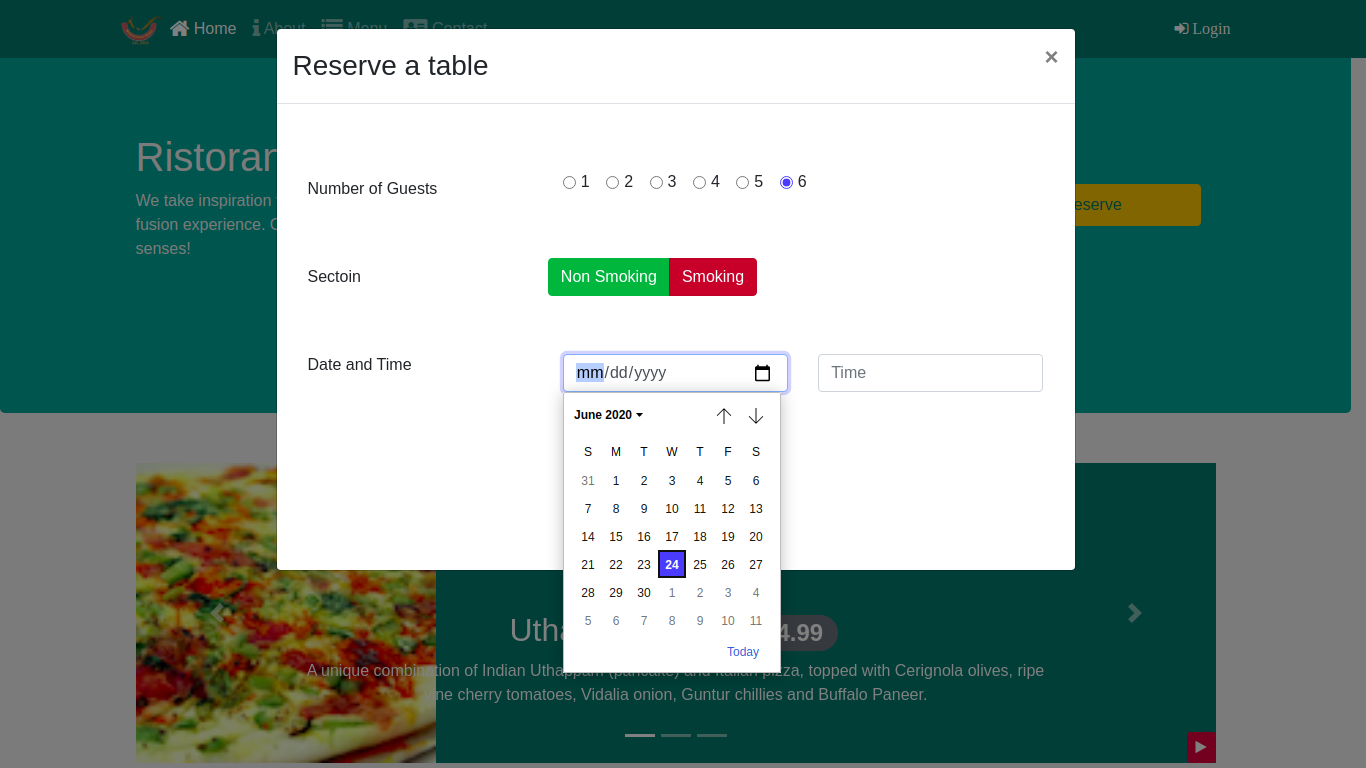 Home About Menu Contact Login
Reserve a table ×
Ristoran
We take inspiration
fusion experience. C
senses!
Number of Guests 1 2 3 4 5 6
eserve
Sectoin Non Smoking Smoking
Date and Time mm/dd/yyyy Time
June 2020
S M T W T F S
31 1 2 3 4 5 6
7 8 9 10 11 12 13
14 15 16 17 18 19 20
21 22 23 24 25 26 27
28 29 30 1 2 3 4
5 6 7 8 9 10 11
Today
Utha 4.99
A unique combination of Indian Uthappam (pancake) and Italian pizza, topped with Cerignola olives, ripe
ne cherry tomatoes, Vidalia onion, Guntur chillies and Buffalo Paneer.